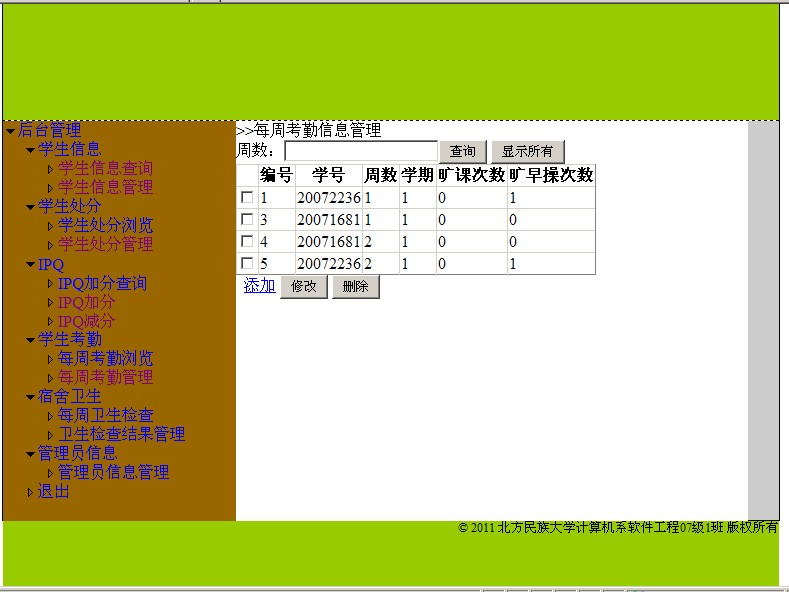 后台管理
学生信息
学生信息查询
学生信息管理
学生处分
学生处分浏览
学生处分管理
IPQ
IPQ加分查询
IPQ加分
IPQ减分
学生考勤
每周考勤浏览
每周考勤管理
宿舍卫生
每周卫生检查
卫生检查结果管理
管理员信息
管理员信息管理
退出
>>每周考勤信息管理
周数： 查询 显示所有
编号 学号 周数 学期 旷课次数 旷早操次数
1 20072236 1 1 0 1
3 20071681 1 1 0 0
4 20071681 2 1 0 0
5 20072236 2 1 0 1
添加 修改 删除
© 2011 北方民族大学计算机系软件工程07级1班 版权所有